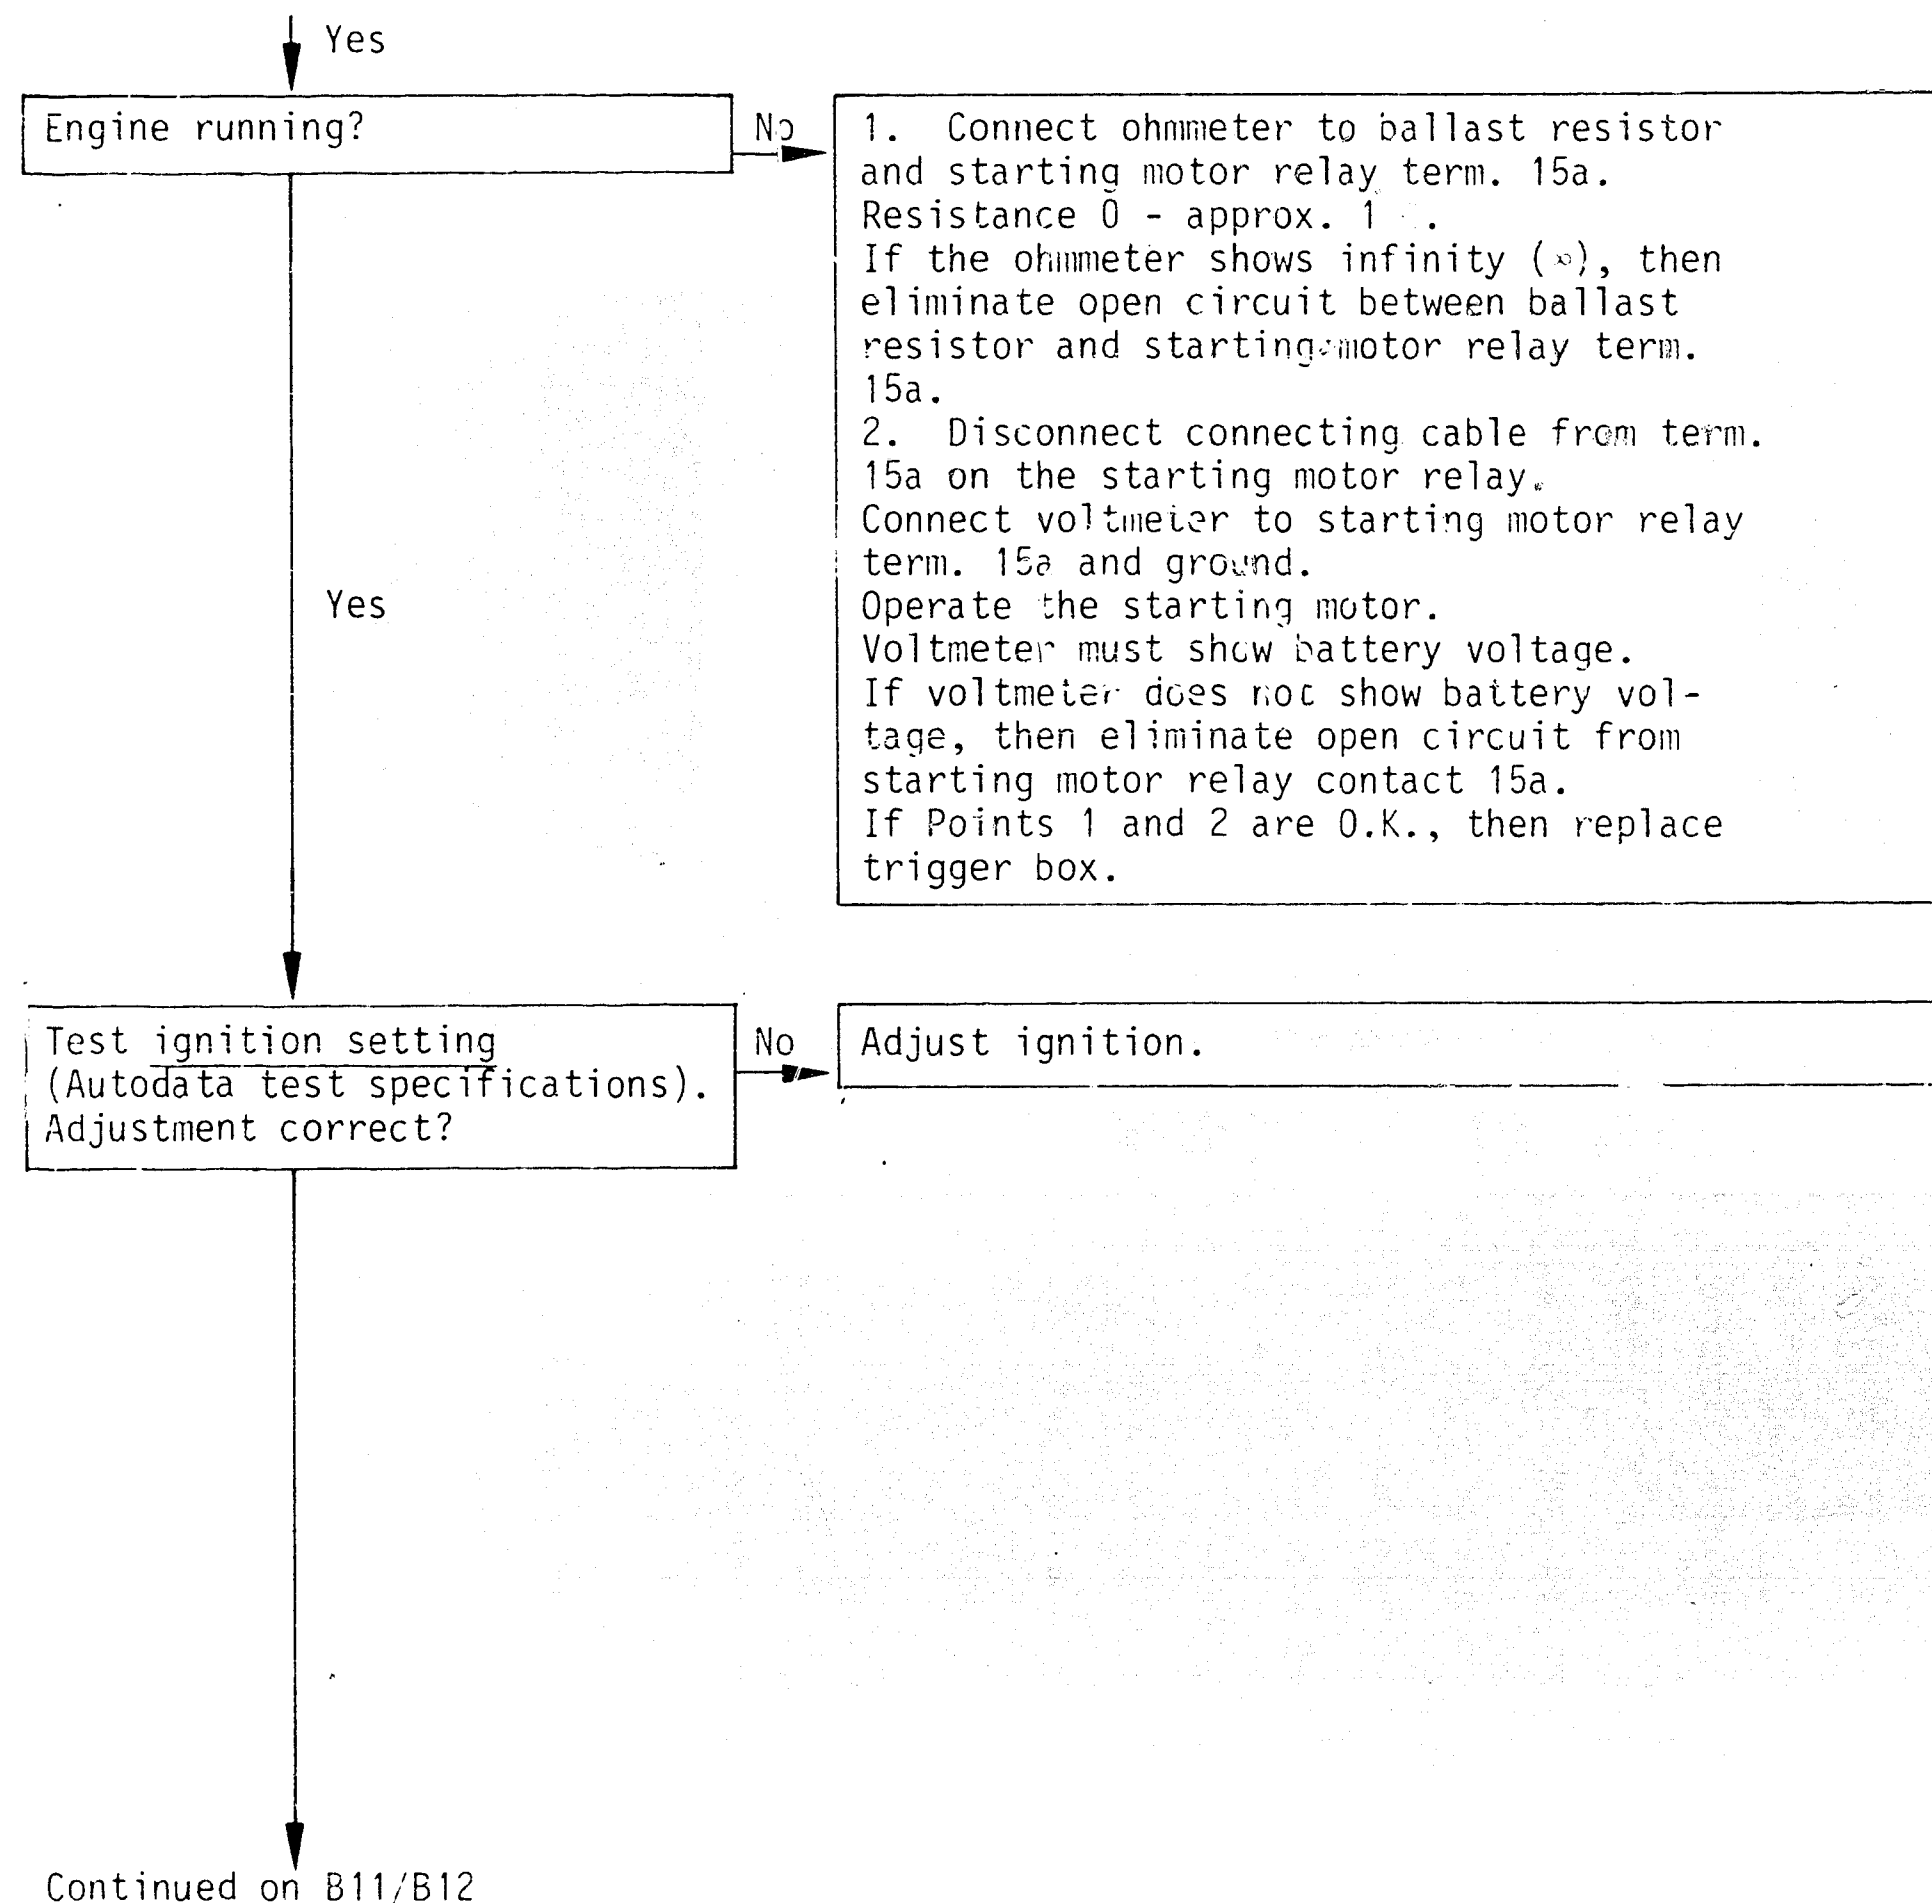 Yes
Engine running?
No
1. Connect ohmmeter to ballast resistor
and starting motor relay term. 15a.
Resistance 0 - approx. 1 .
If the ohmmeter shows infinity (∞), then
eliminate open circuit between ballast
resistor and starting motor relay term.
15a.
2. Disconnect connecting cable from term.
15a on the starting motor relay.
Connect voltmeter to starting motor relay
term. 15a and ground.
Operate the starting motor.
Voltmeter must show battery voltage.
If voltmeter does not show battery vol-
tage, then eliminate open circuit from
starting motor relay contact 15a.
If Points 1 and 2 are O.K., then replace
trigger box.
Yes
Test ignition setting
(Autodata test specifications).
Adjustment correct?
No
Adjust ignition.
Continued on B11/B12